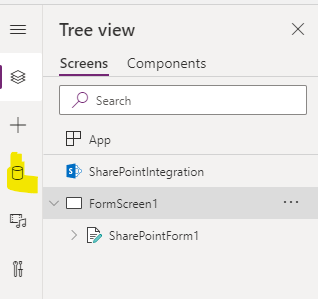 Tree view
Screens Components
Search
App
SharePointIntegration
FormScreen1
SharePointForm1